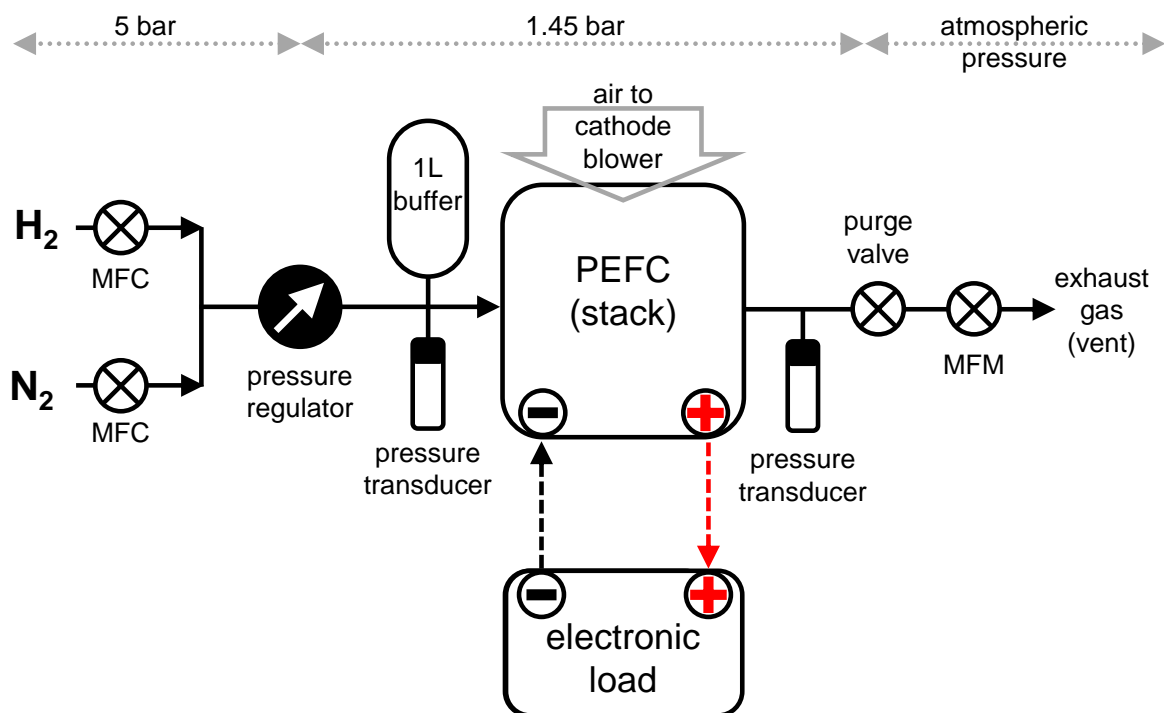 5 bar
1.45 bar
atmospheric
pressure
air to
cathode
blower
1L
buffer
H2
MFC
N2
MFC
pressure
regulator
pressure
transducer
PEFC
(stack)
−
+
purge
valve
MFM
exhaust
gas
(vent)
pressure
transducer
−
+
electronic
load